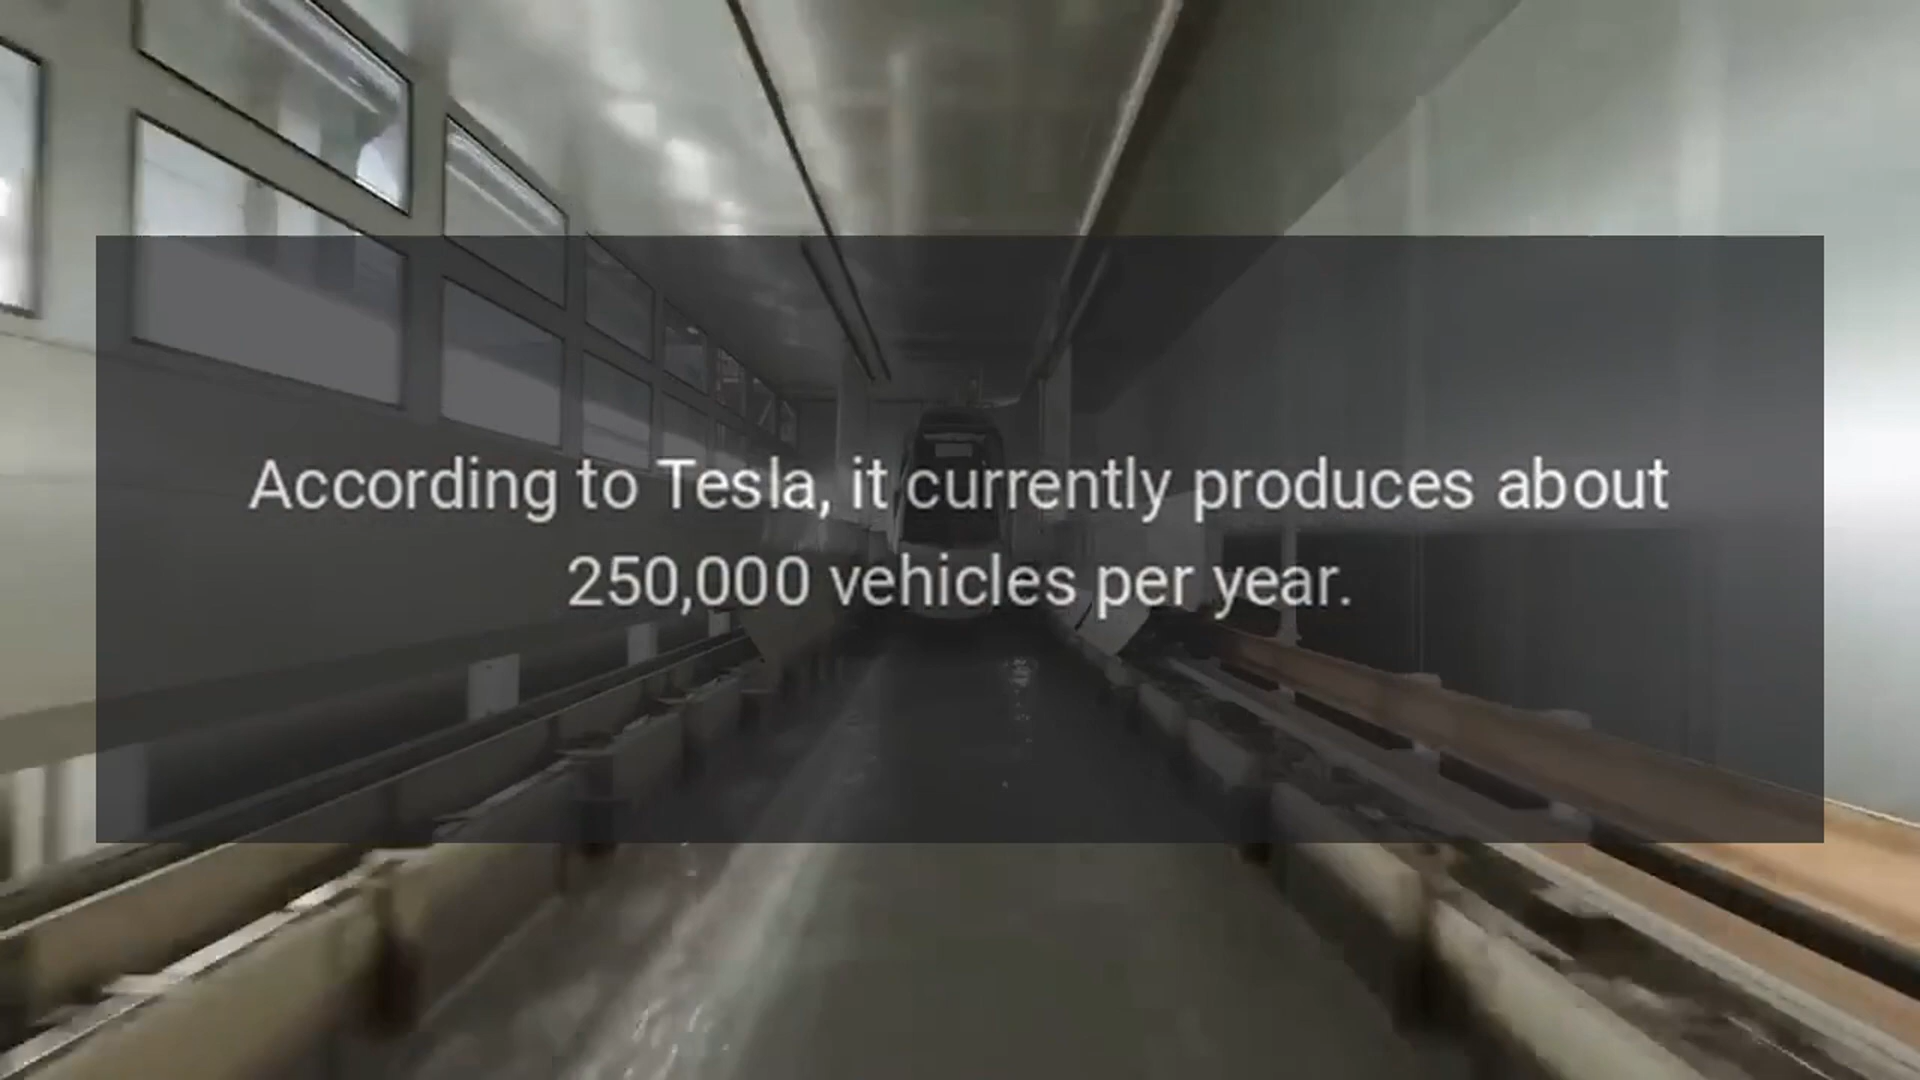 According to Tesla, it currently produces about
250,000 vehicles per year.